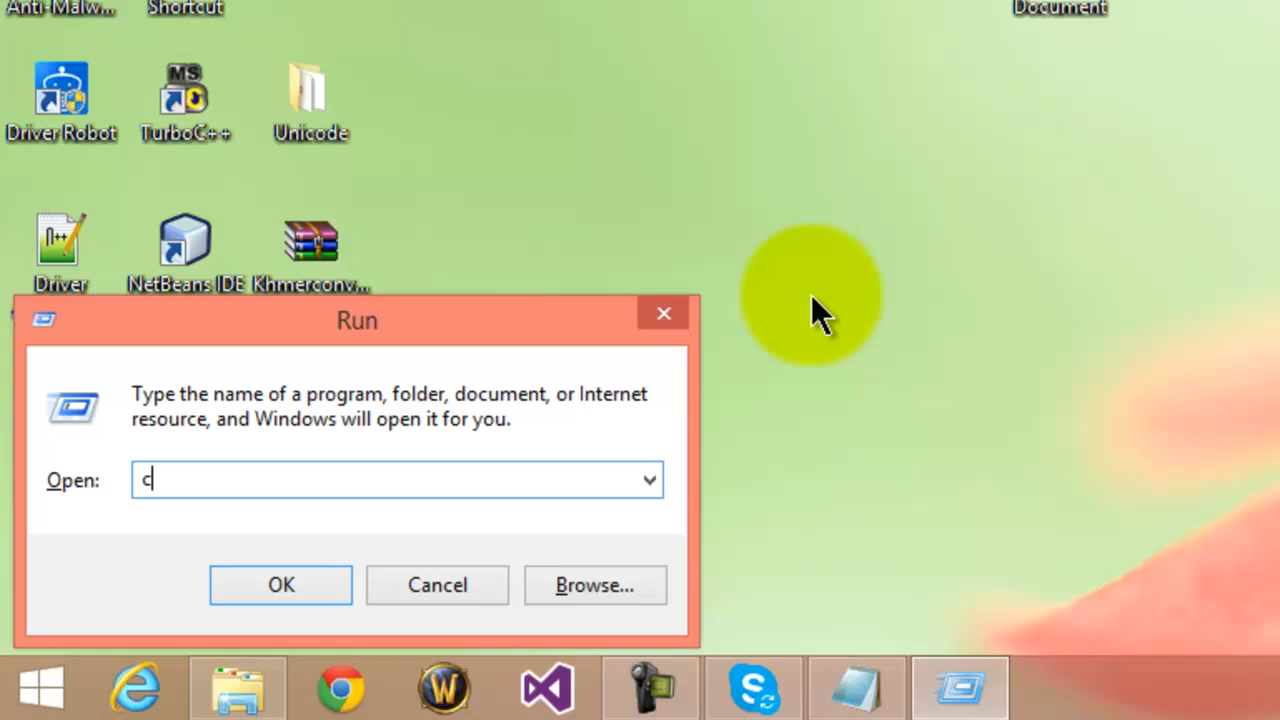 Anti-Malw... Shortcut Document
Driver Robot TurboC++ Unicode
Driver NetBeans IDE Khmerconv...
Run
Type the name of a program, folder, document, or Internet
resource, and Windows will open it for you.
Open: c
OK Cancel Browse...